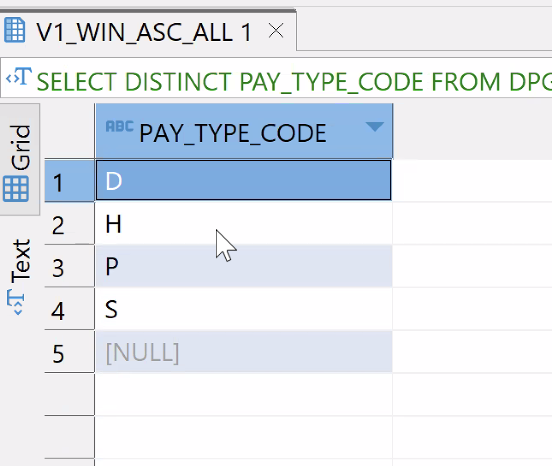 V1_WIN_ASC_ALL 1
SELECT DISTINCT PAY_TYPE_CODE FROM DPG
Grid
Text
ABC PAY_TYPE_CODE
1 D
2 H
3 P
4 S
5 [NULL]